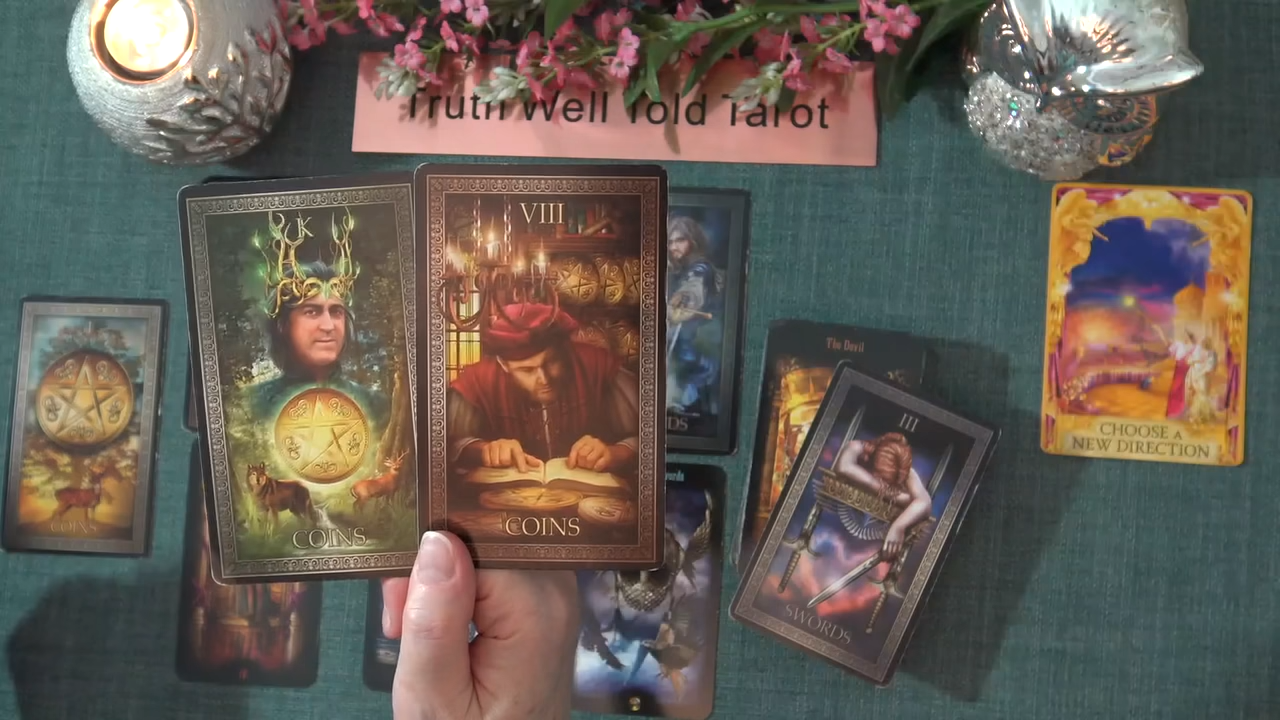 Truth Well Told Tarot
K
COINS
VIII
COINS
COINS
The Devil
III
SWORDS
CHOOSE A
NEW DIRECTION